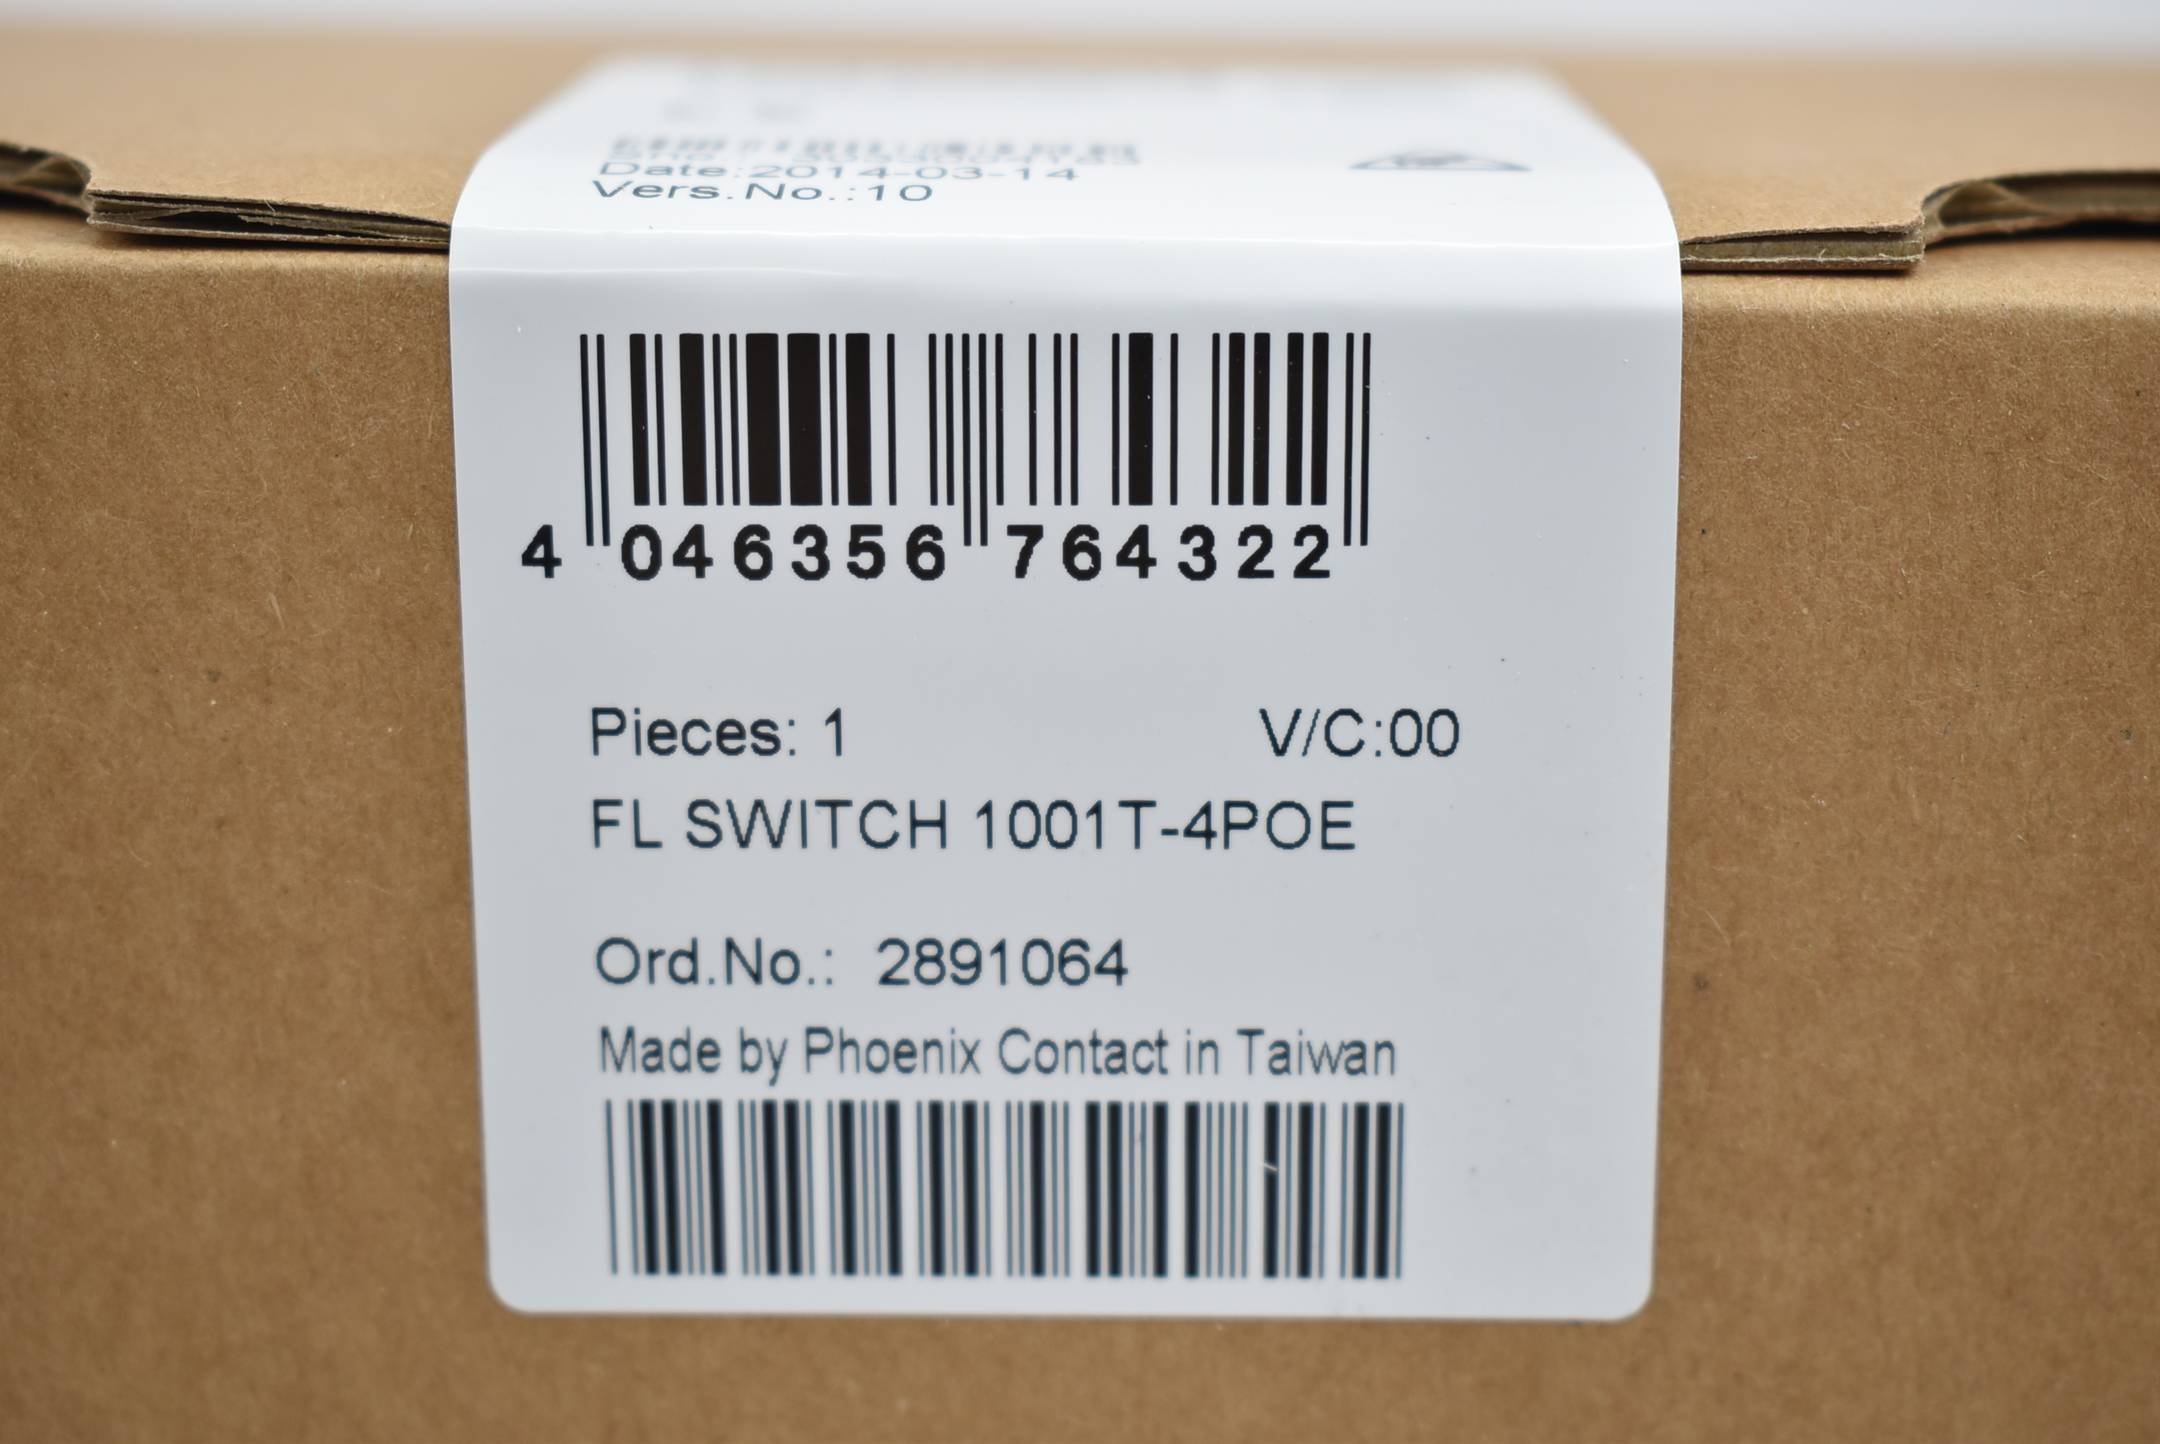 Date:2014-03-14
Vers.No.:10
4 046356 764322
Pieces: 1 V/C:00
FL SWITCH 1001T-4POE
Ord.No.: 2891064
Made by Phoenix Contact in Taiwan